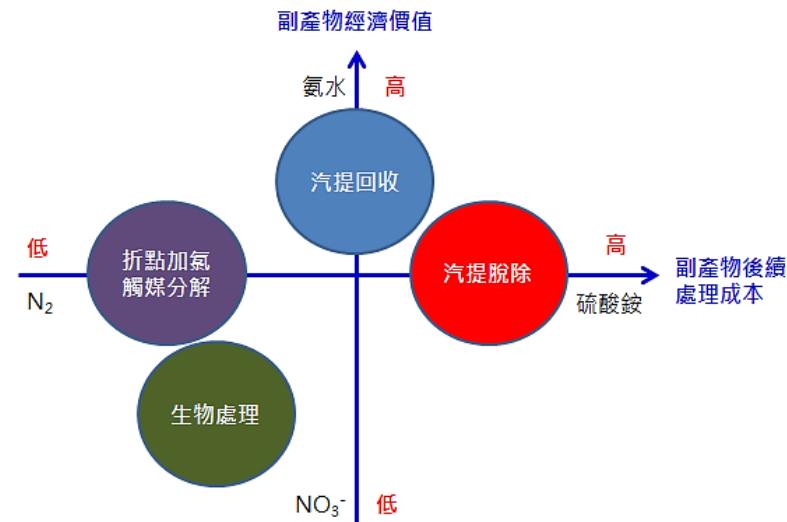 副產物經濟價值
氨水
高
汽提回收
低
折點加氯
觸媒分解
汽提脫除
高
副產物後續
處理成本
N₂
硫酸銨
生物處理
NO₃⁻
低